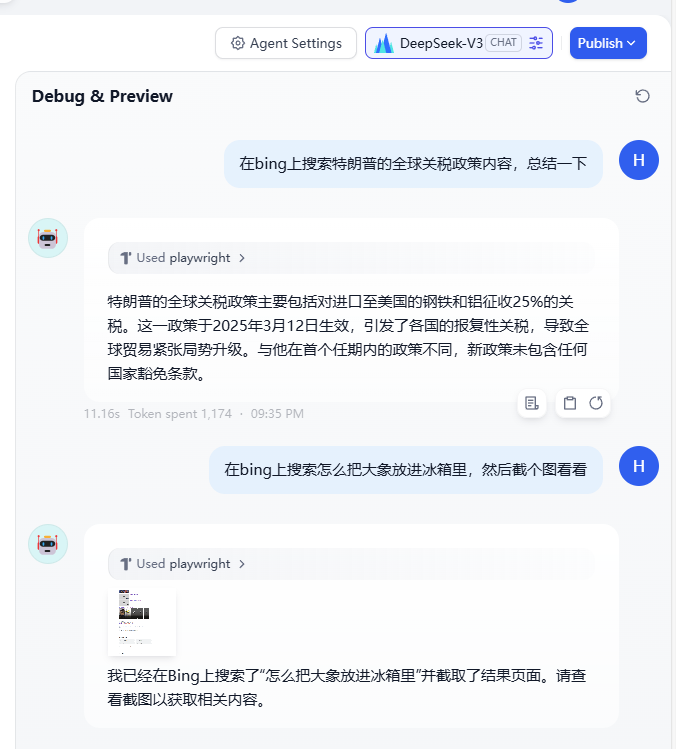 Agent Settings
DeepSeek-V3 CHAT
Publish
Debug & Preview
在bing上搜索特朗普的全球关税政策内容，总结一下
H
Used playwright
特朗普的全球关税政策主要包括对进口至美国的钢铁和铝征收25%的关
税。这一政策于2025年3月12日生效，引发了各国的报复性关税，导致全
球贸易紧张局势升级。与他在首个任期内的政策不同，新政策未包含任何
国家豁免条款。
11.16s Token spent 1,174 · 09:35 PM
在bing上搜索怎么把大象放进冰箱里，然后截个图看看
H
Used playwright
我已经在Bing上搜索了“怎么把大象放进冰箱里”并截取了结果页面。请查
看截图以获取相关内容。